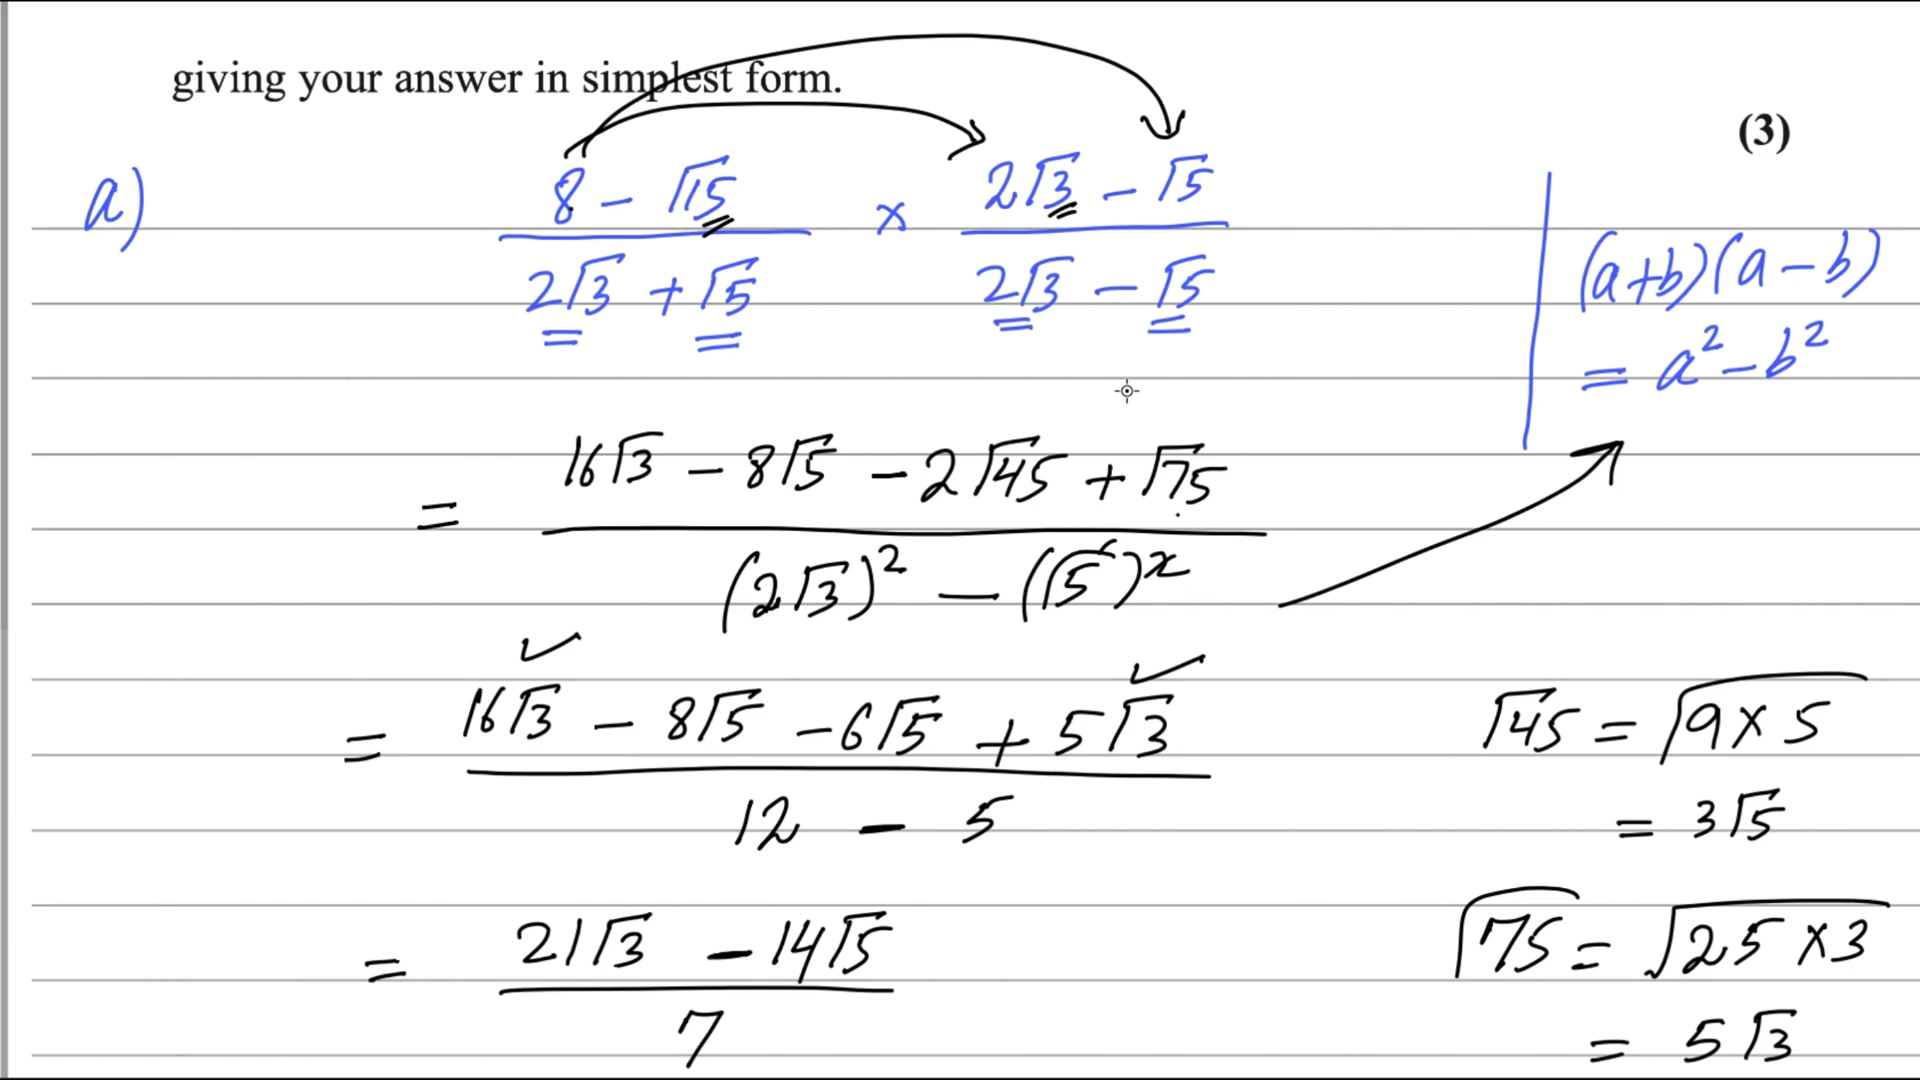 giving your answer in simplest form.
(3)
a) (8 - √15)/(2√3 + √5) × (2√3 - √5)/(2√3 - √5)
(a+b)(a-b)
= a² - b²
= (16√3 - 8√5 - 2√45 + √75)/((2√3)² - (√5)²)
= (16√3 - 8√5 - 6√5 + 5√3)/(12 - 5)
√45 = √9×5
= 3√5
= (21√3 - 14√5)/7
√75 = √25×3
= 5√3